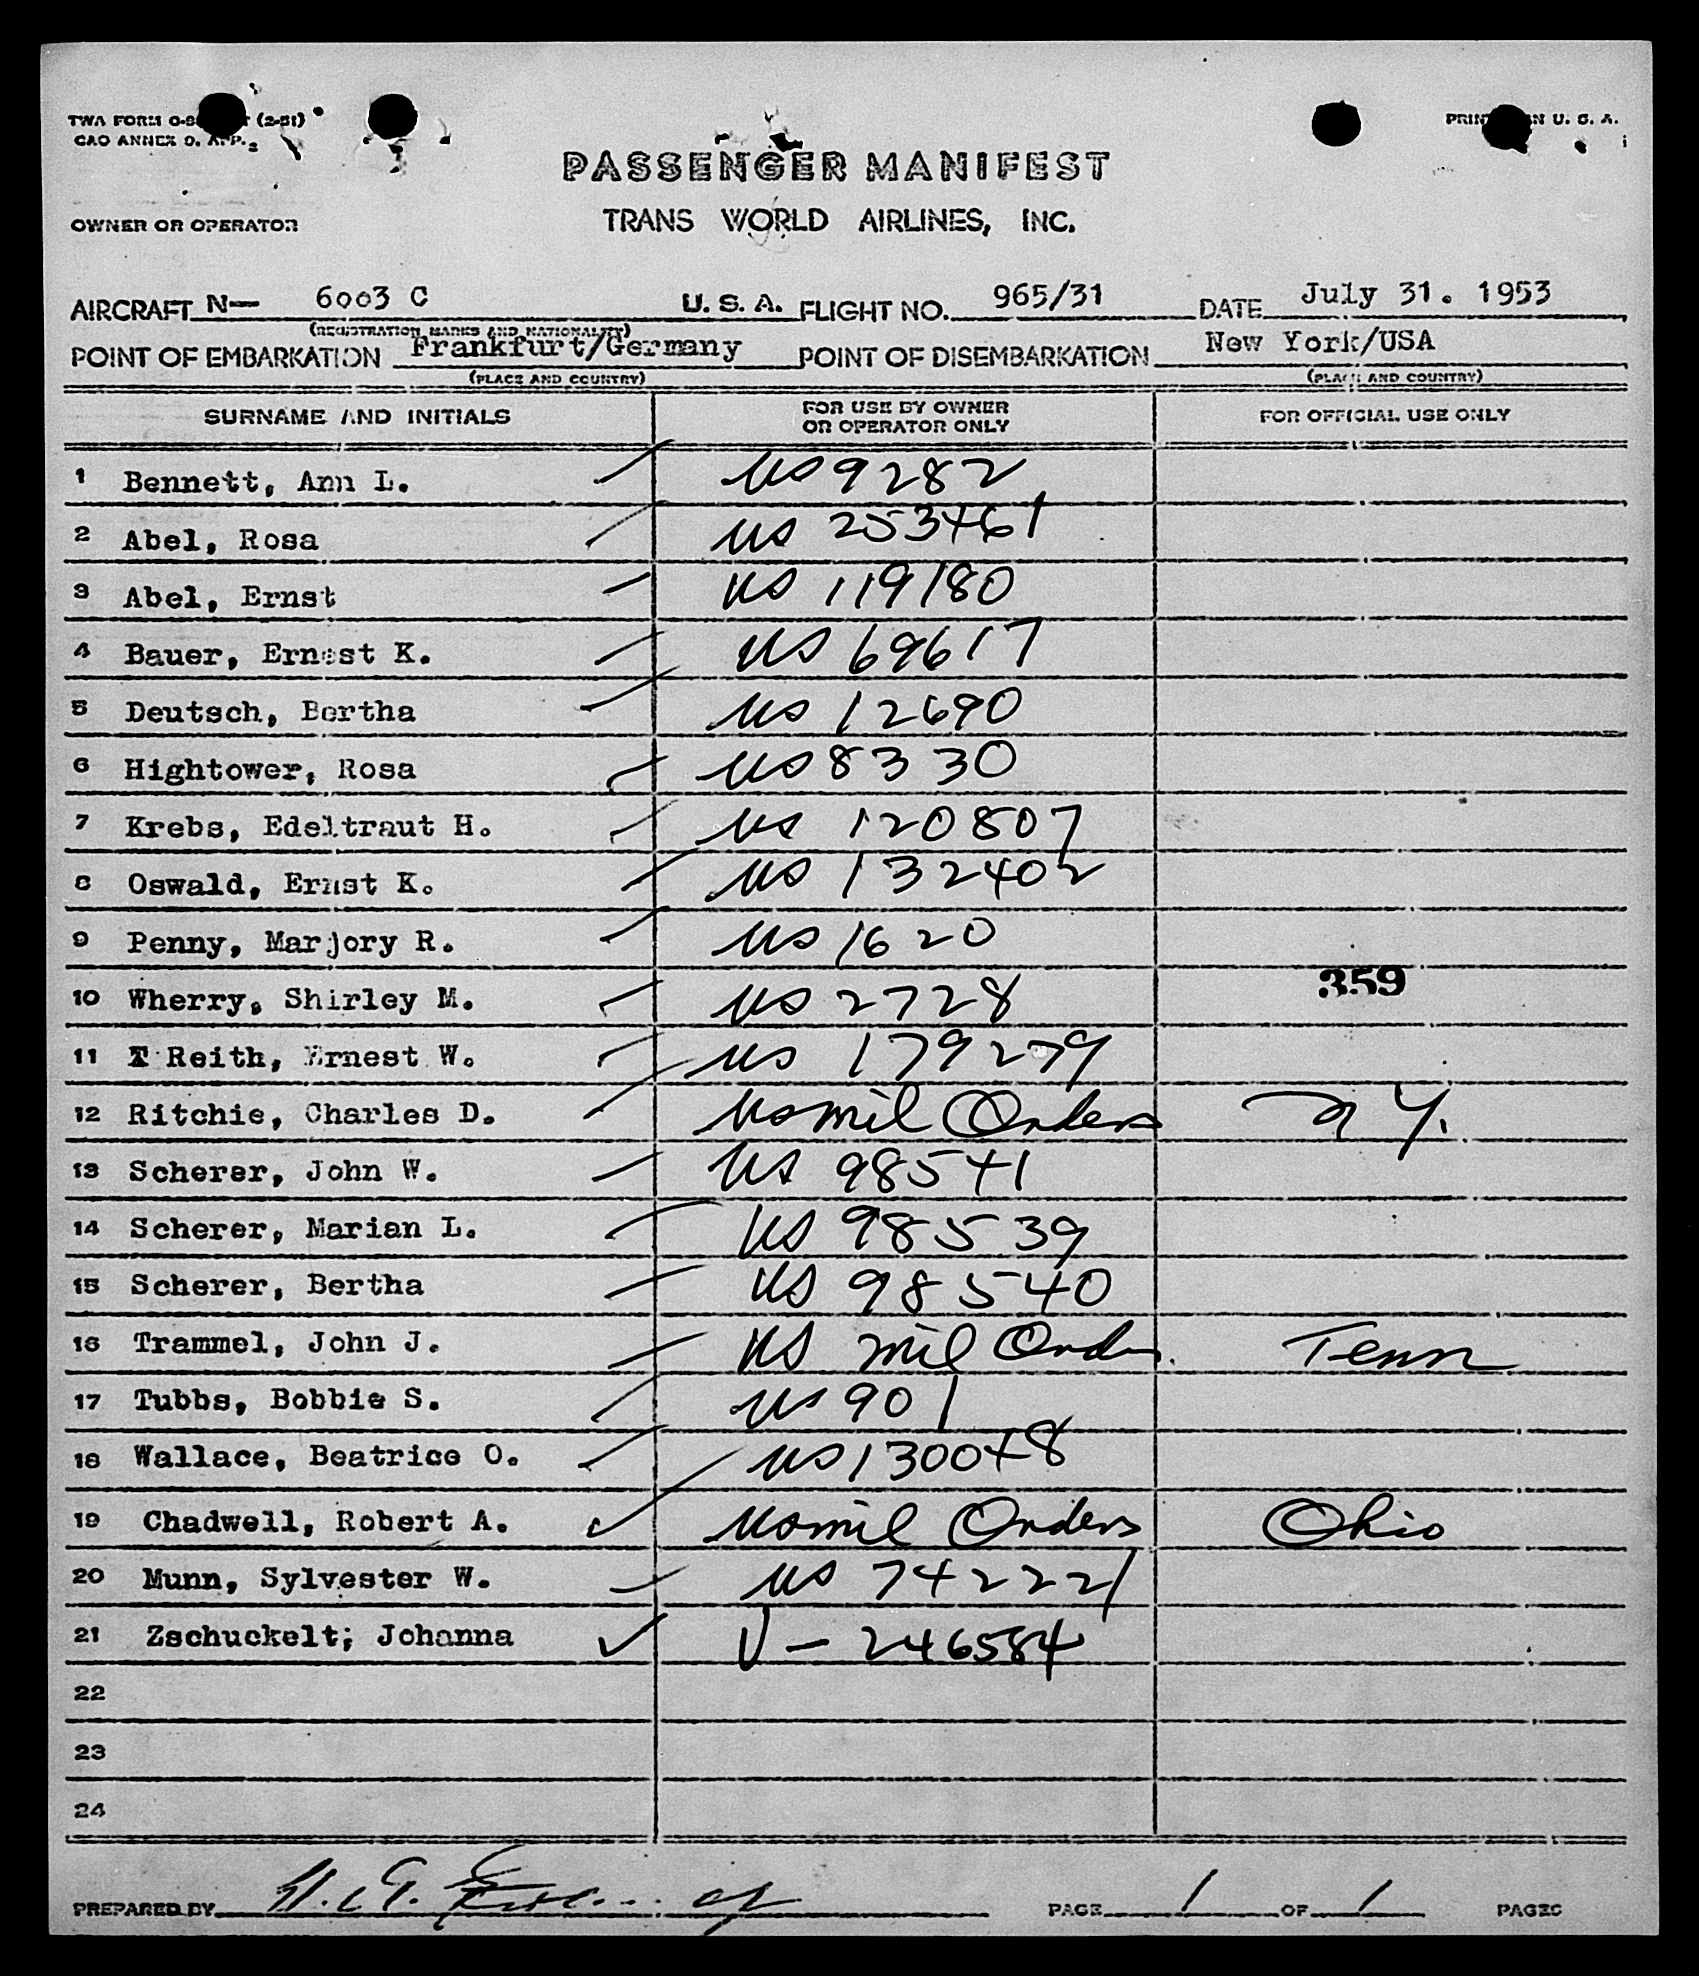 TWA FORM O-8 (2-51)
CAO ANNEX 9, APP. 2
PRINTED IN U. S. A.
PASSENGER MANIFEST
OWNER OR OPERATOR
TRANS WORLD AIRLINES, INC.
AIRCRAFT N— 6003 C U. S. A. FLIGHT NO. 965/31 DATE July 31. 1953
(REGISTRATION MARKS AND NATIONALITY)
POINT OF EMBARKATION Frankfurt/Germany POINT OF DISEMBARKATION New York/USA
(PLACE AND COUNTRY) (PLACE AND COUNTRY)
SURNAME AND INITIALS FOR USE BY OWNER OR OPERATOR ONLY FOR OFFICIAL USE ONLY
1 Bennett, Ann L. US 9282
2 Abel, Rosa US 253461
3 Abel, Ernst US 119180
4 Bauer, Ernest K. US 69617
5 Deutsch, Bertha US 12690
6 Hightower, Rosa US 8330
7 Krebs, Edeltraut H. US 120807
8 Oswald, Ernst K. US 132402
9 Penny, Marjory R. US 1620
10 Wherry, Shirley M. US 2728 359
11 T Reith, Ernest W. US 179279
12 Ritchie, Charles D. US mil Orders N Y.
13 Scherer, John W. US 98541
14 Scherer, Marian L. US 98539
15 Scherer, Bertha US 98540
16 Trammel, John J. US mil Orders Tenn
17 Tubbs, Bobbie S. US 901
18 Wallace, Beatrice O. US 130048
19 Chadwell, Robert A. US mil Orders Ohio
20 Munn, Sylvester W. US 742221
21 Zschuckelt; Johanna V - 246584
22
23
24
PREPARED BY PAGE 1 OF 1 PAGES